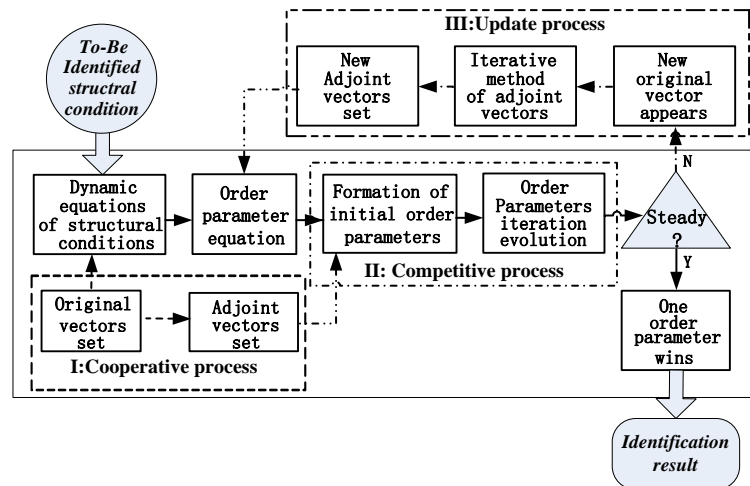 III:Update process
To-Be
Identified
structral
condition
New
Adjoint
vectors
set
Iterative
method
of adjoint
vectors
New
original
vector
appears
N
Dynamic
equations
of structural
conditions
Order
parameter
equation
Formation of
initial order
parameters
Order
Parameters
iteration
evolution
Steady
?
II: Competitive process
Y
Original
vectors
set
Adjoint
vectors
set
I:Cooperative process
One
order
parameter
wins
Identification
result